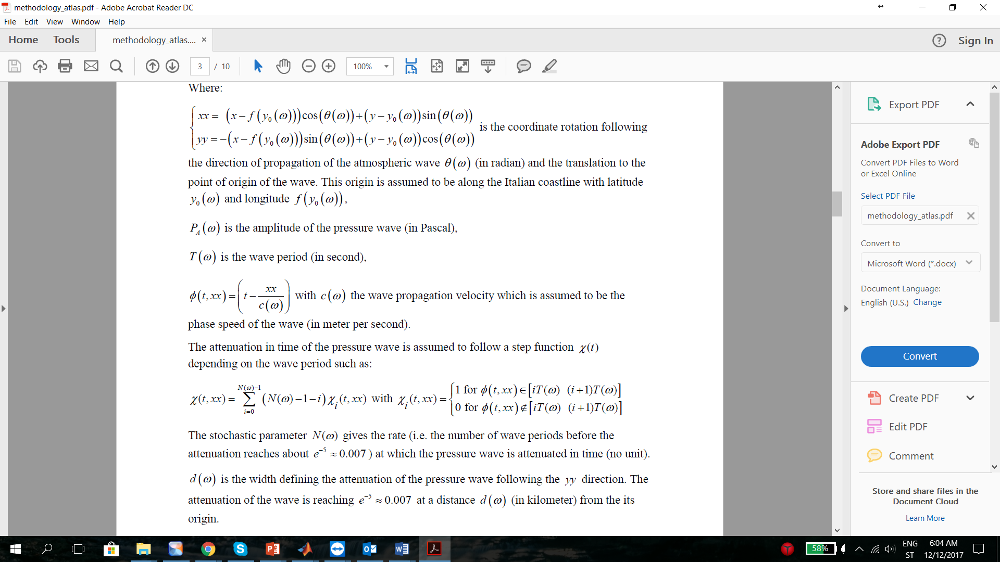 methodology_atlas.pdf - Adobe Acrobat Reader DC
File Edit View Window Help
Home Tools methodology_atlas.... × ? Sign In
3 / 10 100%
Where:
xx = (x − f(y₀(ω)))cos(θ(ω)) + (y − y₀(ω))sin(θ(ω))
yy = −(x − f(y₀(ω)))sin(θ(ω)) + (y − y₀(ω))cos(θ(ω))
is the coordinate rotation following
the direction of propagation of the atmospheric wave θ(ω) (in radian) and the translation to the
point of origin of the wave. This origin is assumed to be along the Italian coastline with latitude
y₀(ω) and longitude f(y₀(ω)),
P_A(ω) is the amplitude of the pressure wave (in Pascal),
T(ω) is the wave period (in second),
ϕ(t, xx) = (t − xx / c(ω)) with c(ω) the wave propagation velocity which is assumed to be the
phase speed of the wave (in meter per second).
The attenuation in time of the pressure wave is assumed to follow a step function χ(t)
depending on the wave period such as:
χ(t, xx) = ∑_{i=0}^{N(ω)−1} (N(ω) − 1 − i) χ_i(t, xx) with χ_i(t, xx) = { 1 for ϕ(t, xx) ∈ [iT(ω) (i+1)T(ω)]
0 for ϕ(t, xx) ∉ [iT(ω) (i+1)T(ω)]
The stochastic parameter N(ω) gives the rate (i.e. the number of wave periods before the
attenuation reaches about e⁻⁵ ≈ 0.007 ) at which the pressure wave is attenuated in time (no unit).
d(ω) is the width defining the attenuation of the pressure wave following the yy direction. The
attenuation of the wave is reaching e⁻⁵ ≈ 0.007 at a distance d(ω) (in kilometer) from the its
origin.
Export PDF
Adobe Export PDF
Convert PDF Files to Word
or Excel Online
Select PDF File
methodology_atlas.pdf
Convert to
Microsoft Word (*.docx)
Document Language:
English (U.S.) Change
Convert
Create PDF
Edit PDF
Comment
Store and share files in the
Document Cloud
Learn More
58%
ENG
ST
6:04 AM
12/12/2017